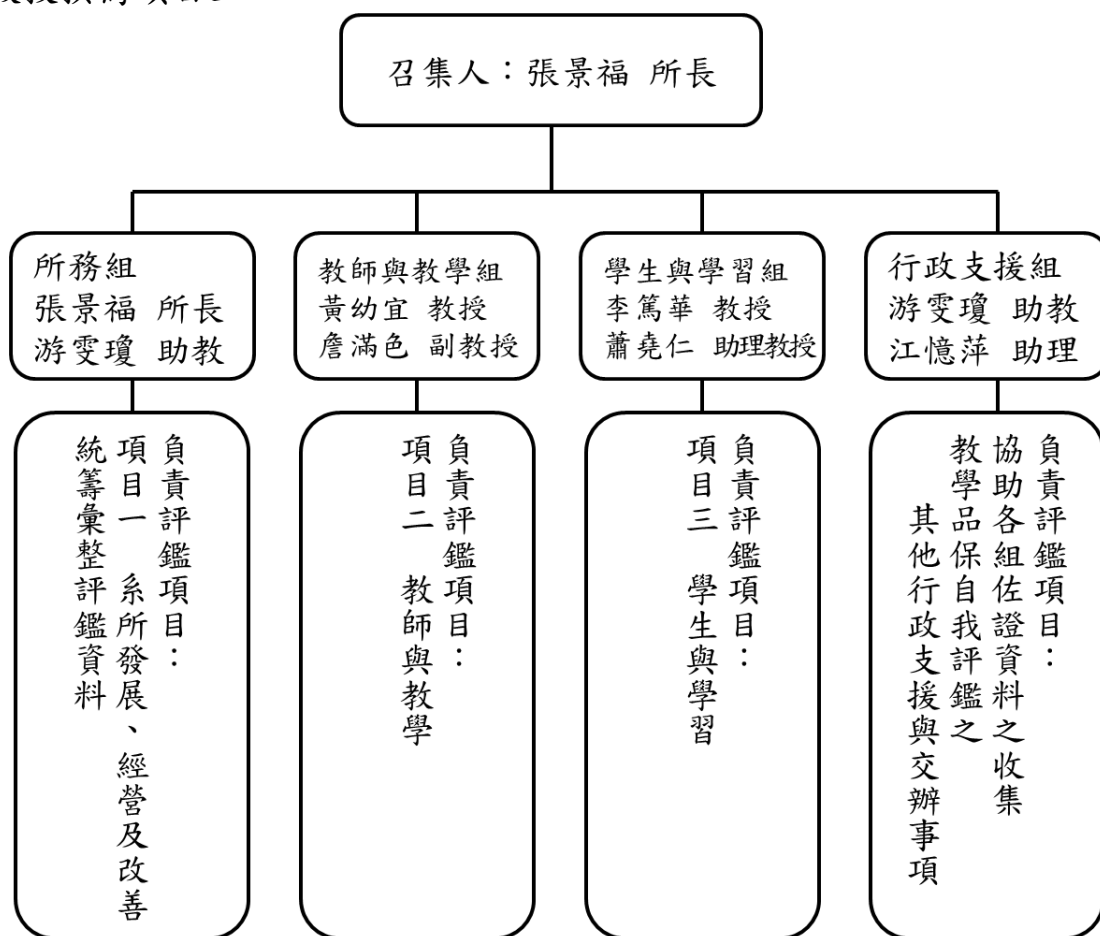 召集人：張景福 所長
所務組
張景福 所長
游雯瓊 助教
教師與教學組
黃幼宜 教授
詹滿色 副教授
學生與學習組
李篤華 教授
蕭堯仁 助理教授
行政支援組
游雯瓊 助教
江憶萍 助理
負責評鑑項目：
項目一 系所發展、經營及改善
統籌彙整評鑑資料
負責評鑑項目：
項目二 教師與教學
負責評鑑項目：
項目三 學生與學習
負責評鑑項目：
協助各組佐證資料之收集
教學品保自我評鑑之
其他行政支援與交辦事項